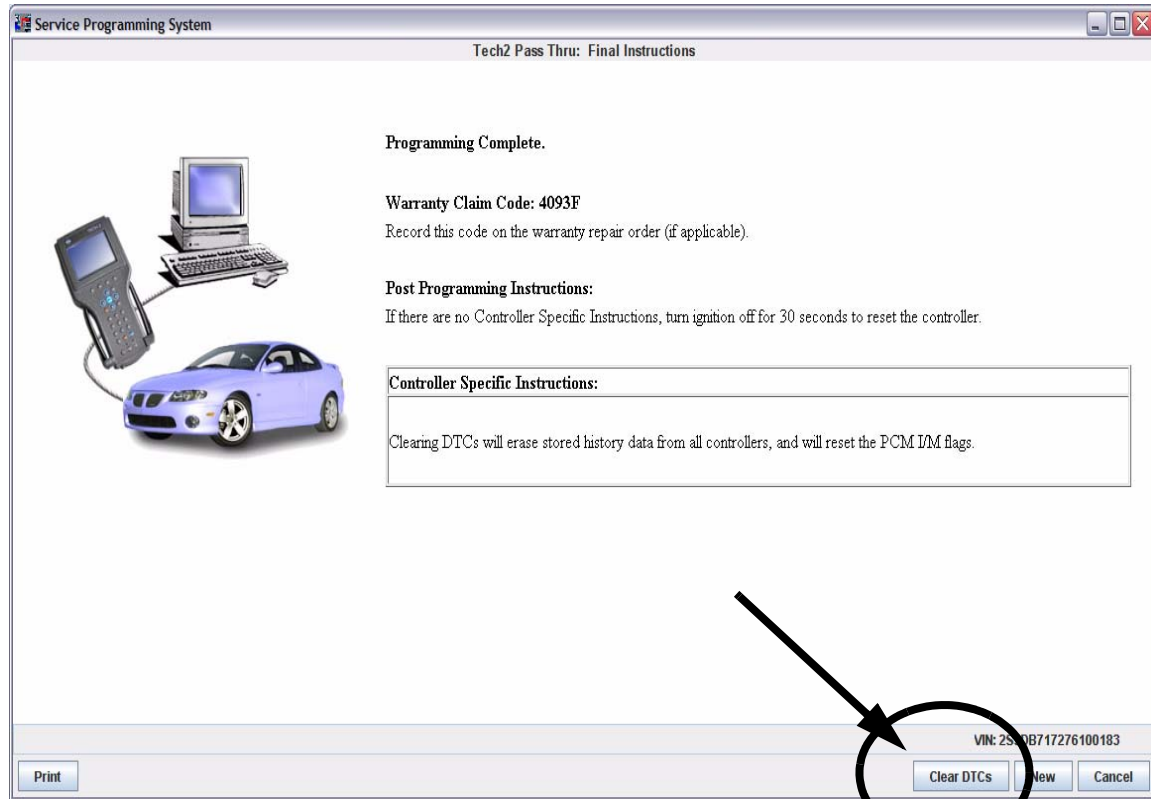 Service Programming System
Tech2 Pass Thru: Final Instructions
Programming Complete.
Warranty Claim Code: 4093F
Record this code on the warranty repair order (if applicable).
Post Programming Instructions:
If there are no Controller Specific Instructions, turn ignition off for 30 seconds to reset the controller.
Controller Specific Instructions:
Clearing DTCs will erase stored history data from all controllers, and will reset the PCM I/M flags.
VIN:
Print
Clear DTCs
New
Cancel